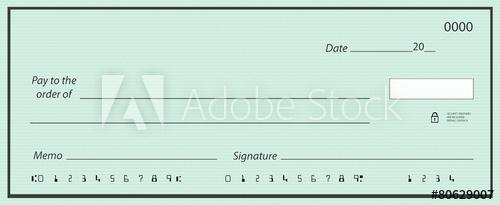 0000
Date 20
Pay to the
order of
Adobe Stock
Memo Signature
0 1 2 3 4 5 6 7 8 9 0 1 2 3 4 5 6 7 8 9 1 2 3 4
#80629007